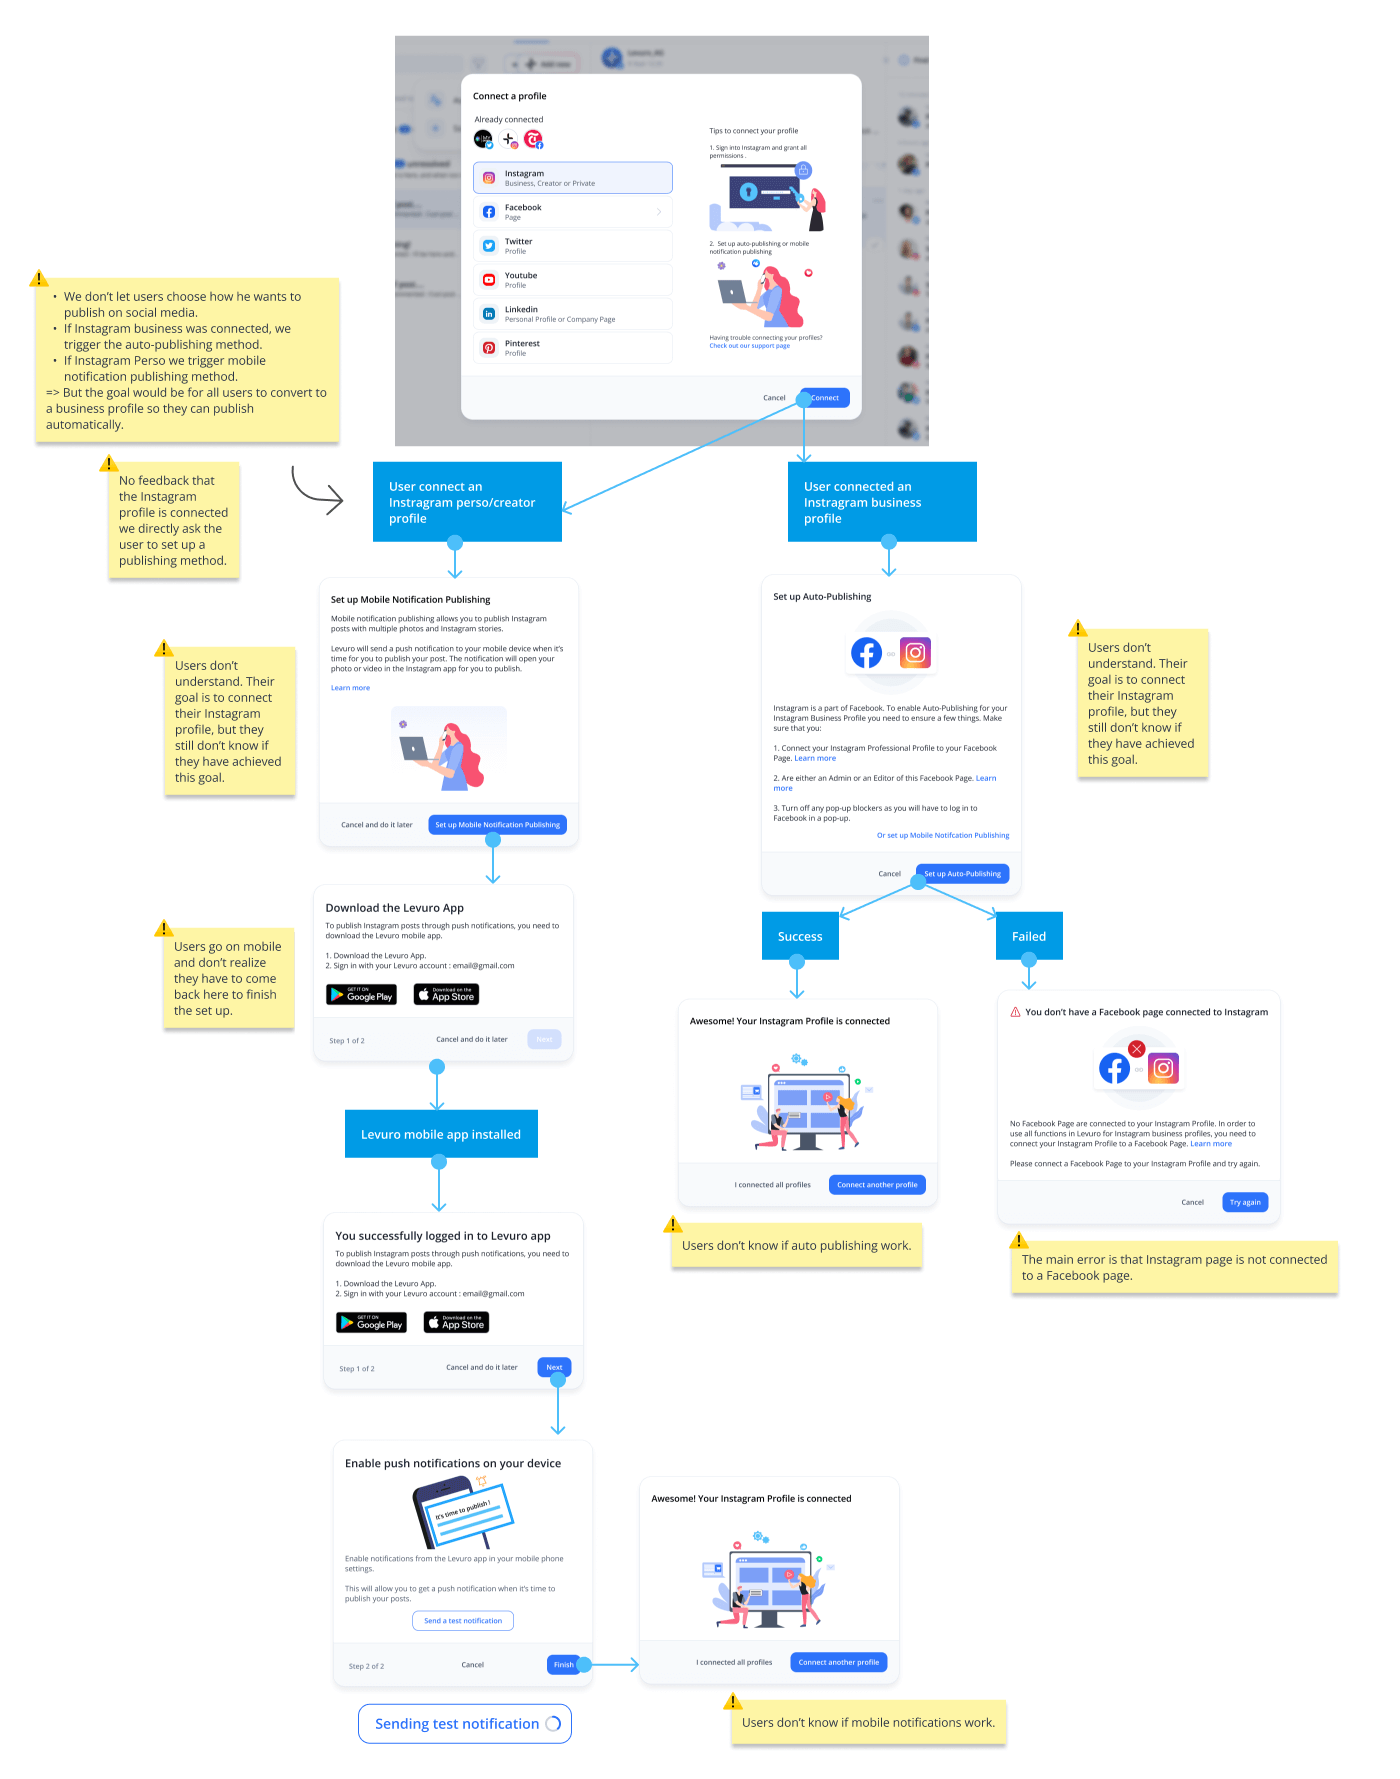 Add new
Connect a profile
Already connected
Instagram
Business, Creator or Private
Facebook
Page
Twitter
Profile
Youtube
Profile
Linkedin
Personal Profile or Company Page
Pinterest
Profile
Tips to connect your profile
1. Sign into Instagram and grant all
permissions .
2. Set up auto-publishing or mobile
notification publishing
Having trouble connecting your profiles?
Check out our support page
Cancel
Connect
• We don't let users choose how he wants to
publish on social media.
• If Instagram business was connected, we
trigger the auto-publishing method.
• If Instagram Perso we trigger mobile
notification publishing method.
=> But the goal would be for all users to convert to
a business profile so they can publish
automatically.
No feedback that
the Instagram
profile is connected
we directly ask the
user to set up a
publishing method.
User connect an
Instragram perso/creator
profile
User connected an
Instragram business
profile
Set up Mobile Notification Publishing
Mobile notification publishing allows you to publish Instagram
posts with multiple photos and Instagram stories.
Levuro will send a push notification to your mobile device when it's
time for you to publish your post. The notification will open your
photo or video in the Instagram app for you to publish.
Learn more
Cancel and do it later
Set up Mobile Notification Publishing
Users don't
understand. Their
goal is to connect
their Instagram
profile, but they
still don't know if
they have achieved
this goal.
Set up Auto-Publishing
Instagram is a part of Facebook. To enable Auto-Publishing for your
Instagram Business Profile you need to ensure a few things. Make
sure that you:
1. Connect your Instagram Professional Profile to your Facebook
Page. Learn more
2. Are either an Admin or an Editor of this Facebook Page. Learn
more
3. Turn off any pop-up blockers as you will have to log in to
Facebook in a pop-up.
Or set up Mobile Notifcation Publishing
Cancel
Set up Auto-Publishing
Users don't
understand. Their
goal is to connect
their Instagram
profile, but they
still don't know if
they have achieved
this goal.
Download the Levuro App
To publish Instagram posts through push notifications, you need to
download the Levuro mobile app.
1. Download the Levuro App.
2. Sign in with your Levuro account : email@gmail.com
GET IT ON
Google Play
Download on the
App Store
Step 1 of 2
Cancel and do it later
Next
Users go on mobile
and don't realize
they have to come
back here to finish
the set up.
Success
Failed
Awesome! Your Instagram Profile is connected
I connected all profiles
Connect another profile
Users don't know if auto publishing work.
You don't have a Facebook page connected to Instagram
No Facebook Page are connected to your Instagram Profile. In order to
use all functions in Levuro for Instagram business profiles, you need to
connect your Instagram Profile to a Facebook Page. Learn more
Please connect a Facebook Page to your Instagram Profile and try again.
Cancel
Try again
The main error is that Instagram page is not connected
to a Facebook page.
Levuro mobile app installed
You successfully logged in to Levuro app
To publish Instagram posts through push notifications, you need to
download the Levuro mobile app.
1. Download the Levuro App.
2. Sign in with your Levuro account : email@gmail.com
GET IT ON
Google Play
Download on the
App Store
Step 1 of 2
Cancel and do it later
Next
Enable push notifications on your device
It's time to publish !
Enable notifications from the Levuro app in your mobile phone
settings.
This will allow you to get a push notification when it's time to
publish your posts.
Send a test notification
Step 2 of 2
Cancel
Finish
Sending test notification
Awesome! Your Instagram Profile is connected
I connected all profiles
Connect another profile
Users don't know if mobile notifications work.